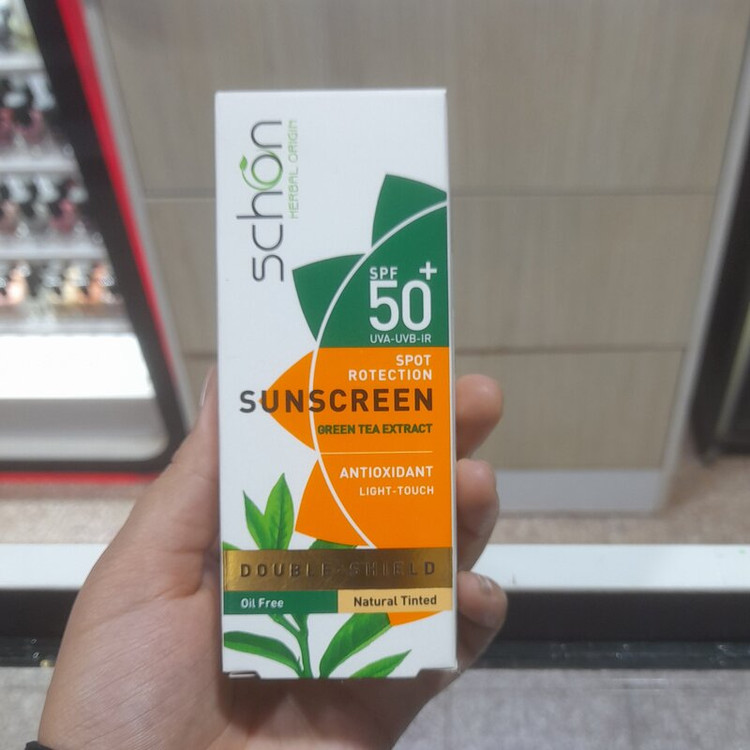 schön
HERBAL ORIGIN
SPF
50+
UVA-UVB-IR
SPOT
ROTECTION
SUNSCREEN
GREEN TEA EXTRACT
ANTIOXIDANT
LIGHT-TOUCH
DOUBLE-SHIELD
Oil Free
Natural Tinted